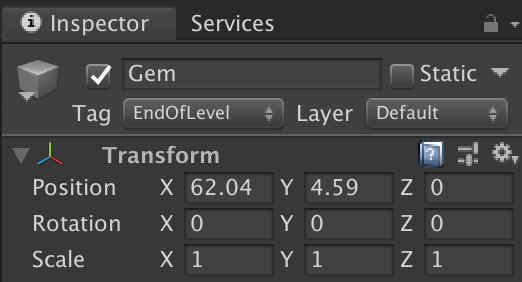 Inspector Services
Gem Static
Tag EndOfLevel Layer Default
Transform
Position X 62.04 Y 4.59 Z 0
Rotation X 0 Y 0 Z 0
Scale X 1 Y 1 Z 1